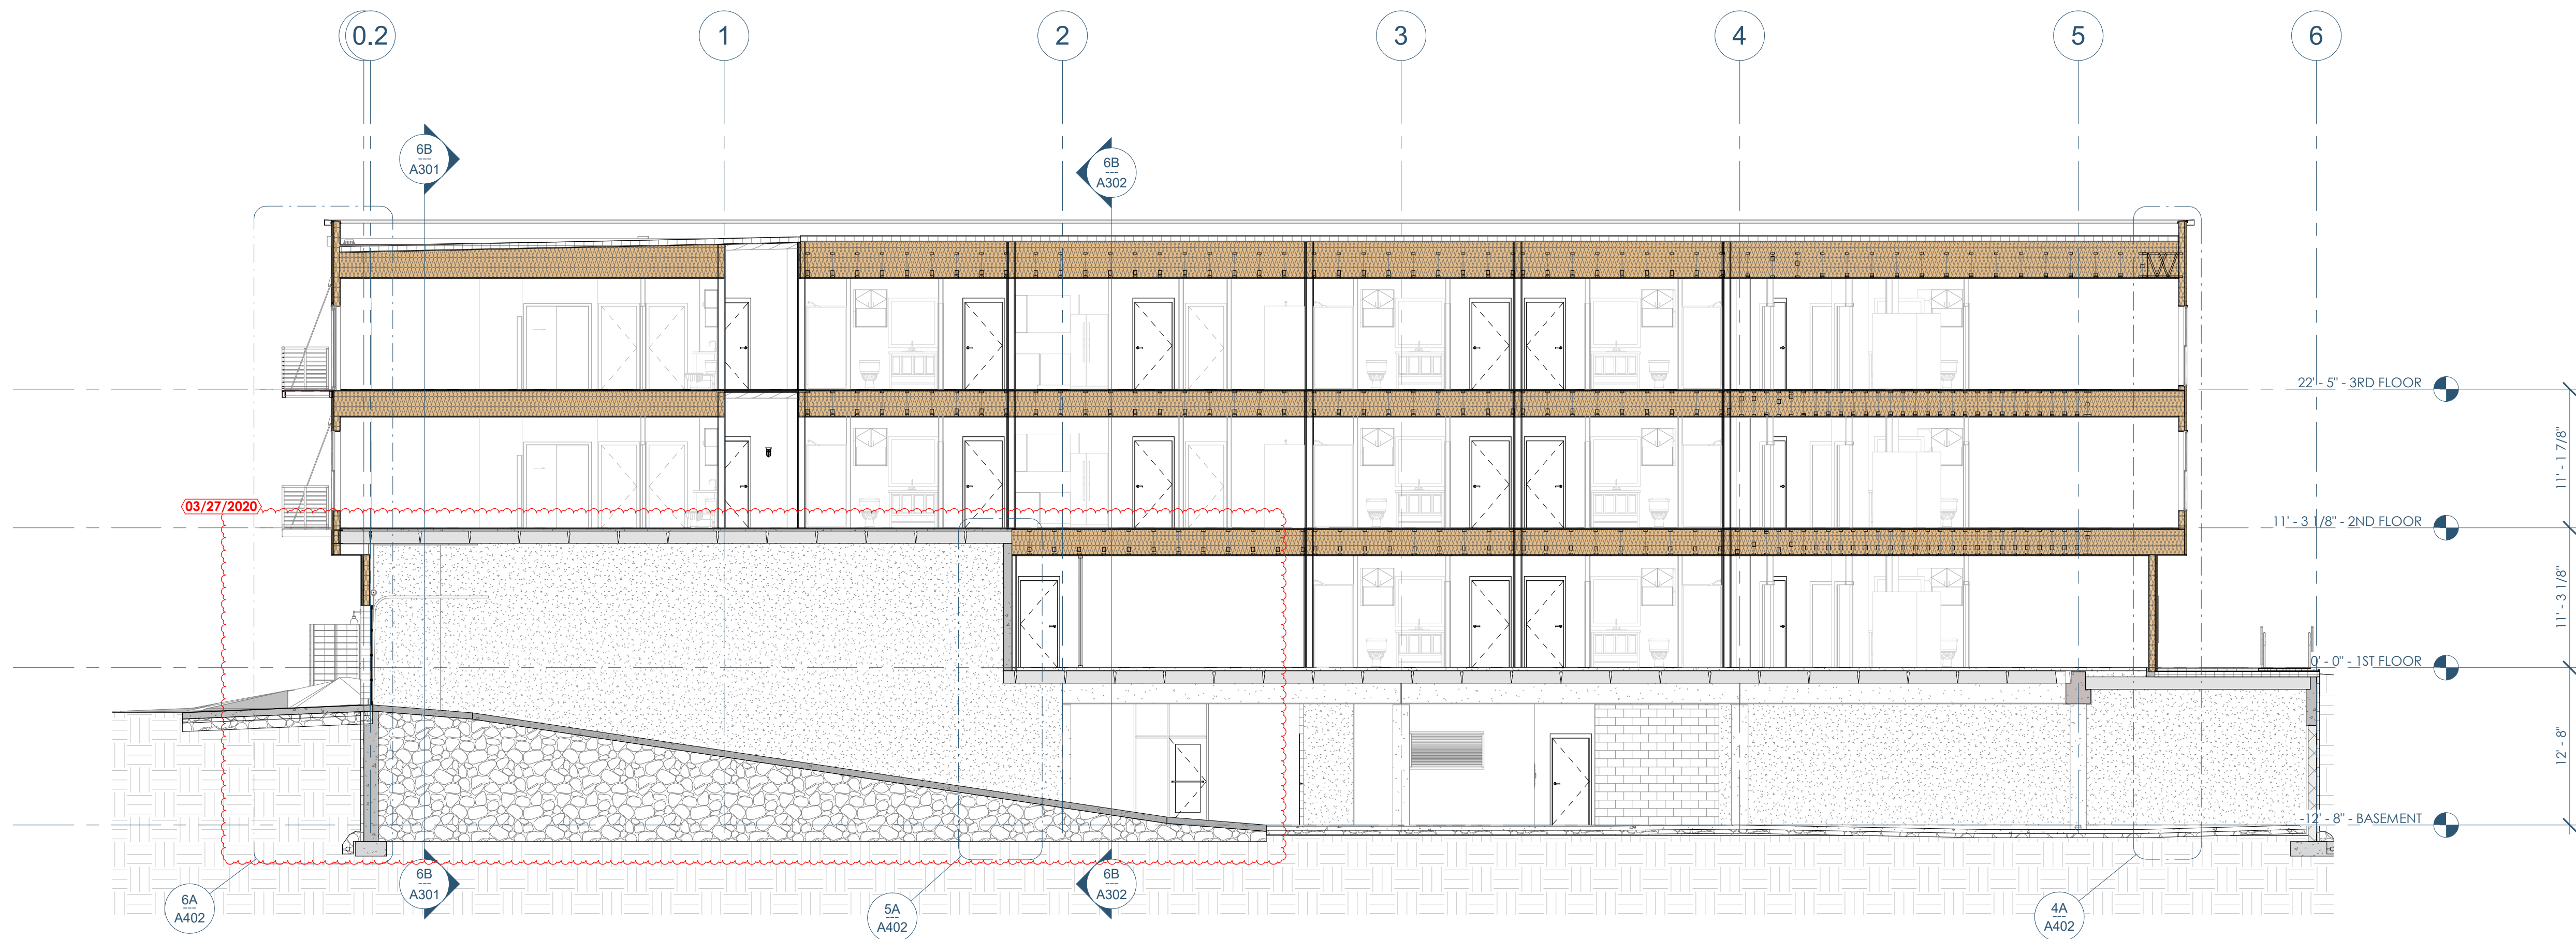 0.2
1
2
3
4
5
6
6B
---
A301
6B
---
A302
22' - 5" - 3RD FLOOR
11' - 1 7/8"
03/27/2020
11' - 3 1/8" - 2ND FLOOR
11' - 3 1/8"
0' - 0" - 1ST FLOOR
12' - 8"
-12' - 8" - BASEMENT
6B
---
A301
6B
---
A302
6A
---
A402
5A
---
A402
4A
---
A402